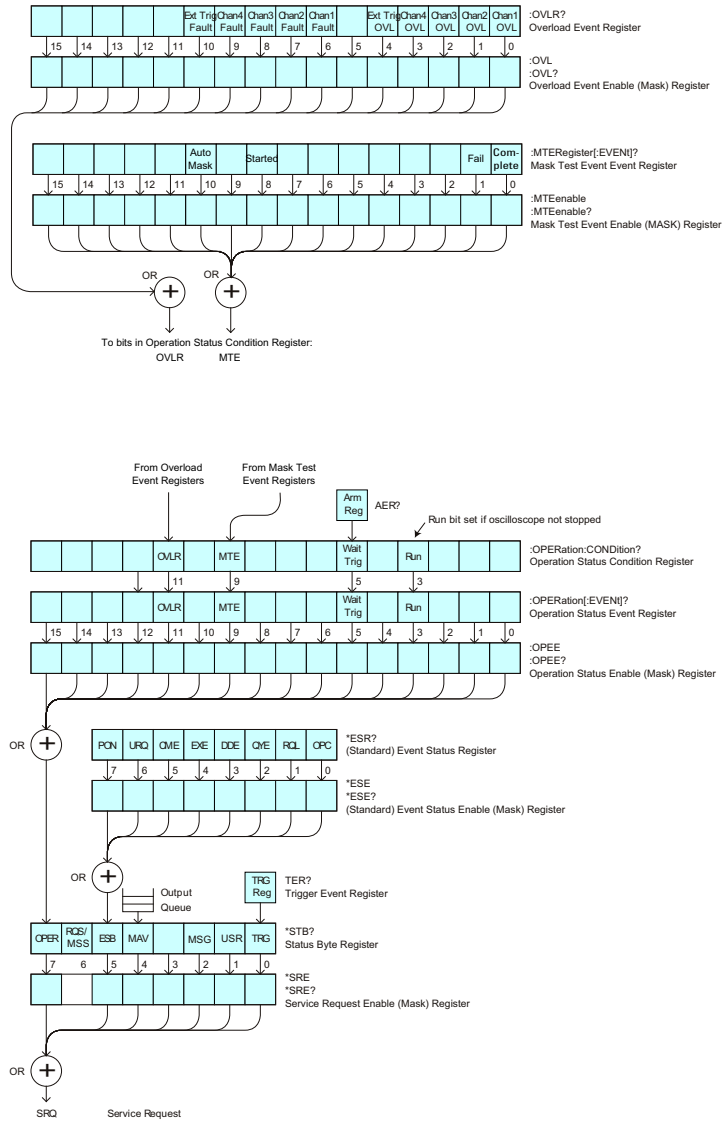 Ext Trig Fault Chan4 Fault Chan3 Fault Chan2 Fault Chan1 Fault Ext Trig OVL Chan4 OVL Chan3 OVL Chan2 OVL Chan1 OVL
:OVLR?
Overload Event Register
15 14 13 12 11 10 9 8 7 6 5 4 3 2 1 0
:OVL
:OVL?
Overload Event Enable (Mask) Register
Auto Mask Started Fail Com-plete
:MTERegister[:EVENt]?
Mask Test Event Event Register
15 14 13 12 11 10 9 8 7 6 5 4 3 2 1 0
:MTEenable
:MTEenable?
Mask Test Event Enable (MASK) Register
OR + OR +
To bits in Operation Status Condition Register:
OVLR MTE
From Overload
Event Registers
From Mask Test
Event Registers
Arm
Reg
AER?
Run bit set if oscilloscope not stopped
OVLR MTE Wait Trig Run
:OPERation:CONDition?
Operation Status Condition Register
11 9 5 3
OVLR MTE Wait Trig Run
:OPERation[:EVENt]?
Operation Status Event Register
15 14 13 12 11 10 9 8 7 6 5 4 3 2 1 0
:OPEE
:OPEE?
Operation Status Enable (Mask) Register
OR +
PON URQ CME EXE DDE QYE RQL OPC
*ESR?
(Standard) Event Status Register
7 6 5 4 3 2 1 0
*ESE
*ESE?
(Standard) Event Status Enable (Mask) Register
OR +
Output
Queue
TRG
Reg
TER?
Trigger Event Register
OPER RQS/MSS ESB MAV MSG USR TRG
*STB?
Status Byte Register
7 6 5 4 3 2 1 0
*SRE
*SRE?
Service Request Enable (Mask) Register
OR +
SRQ Service Request